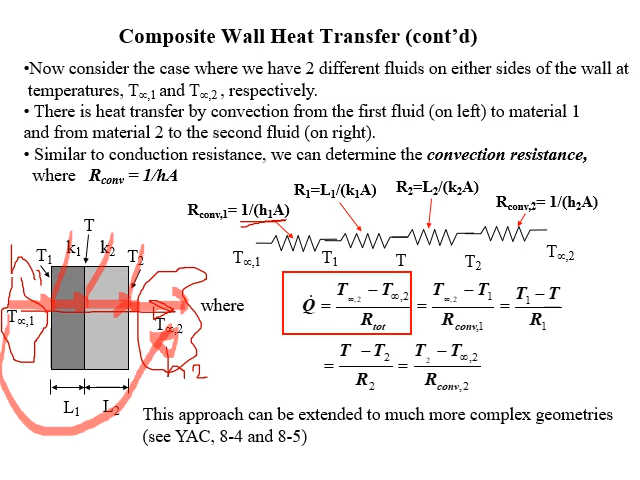 Composite Wall Heat Transfer (cont'd)
•Now consider the case where we have 2 different fluids on either sides of the wall at
temperatures, T∞,1 and T∞,2 , respectively.
• There is heat transfer by convection from the first fluid (on left) to material 1
and from material 2 to the second fluid (on right).
• Similar to conduction resistance, we can determine the convection resistance,
where Rconv = 1/hA
R1=L1/(k1A) R2=L2/(k2A)
Rconv,1= 1/(h1A) Rconv,2= 1/(h2A)
T∞,1 T1 T T2 T∞,2
T
T1 k1 k2 T2
h1
T∞,1 T∞,2
h2
L1 L2
where
Q̇ = (T∞,2 − T∞,2)/Rtot = (T∞,2 − T1)/Rconv,1 = (T1 − T)/R1
= (T − T2)/R2 = (T2 − T∞,2)/Rconv,2
This approach can be extended to much more complex geometries
(see YAC, 8-4 and 8-5)